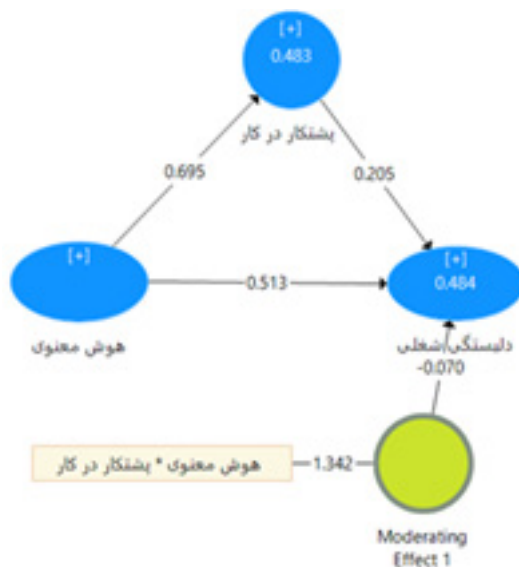 [+]
0.483
پشتکار در کار
0.695
0.205
[+]
[+]
0.513
0.484
هوش معنوی
دلبستگی شغلی
-0.070
هوش معنوی * پشتکار در کار
1.342
Moderating
Effect 1